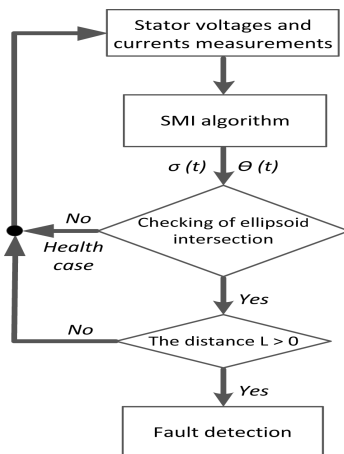 Stator voltages and
currents measurements
SMI algorithm
σ (t) Θ (t)
Checking of ellipsoid
intersection
No
Health
case
Yes
The distance L > 0
No
Yes
Fault detection